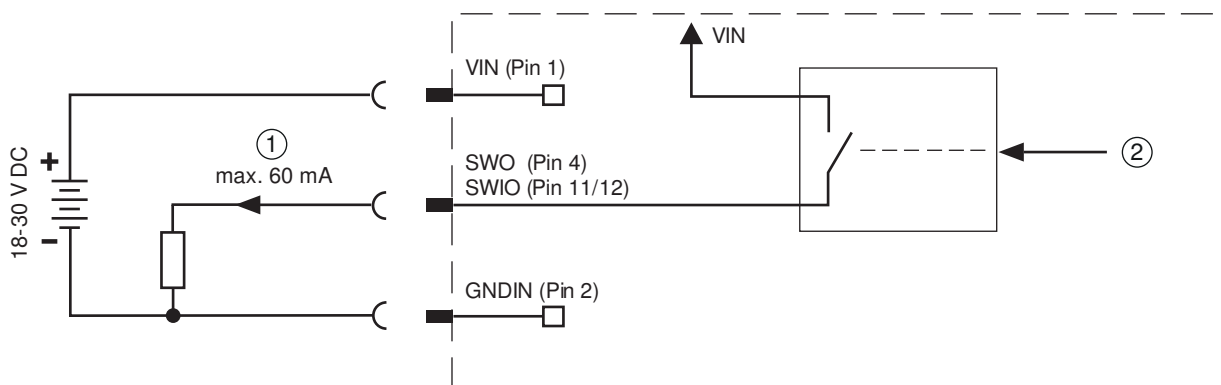 VIN
VIN (Pin 1)
1
max. 60 mA
SWO (Pin 4)
SWIO (Pin 11/12)
2
+
18-30 V DC
-
GNDIN (Pin 2)